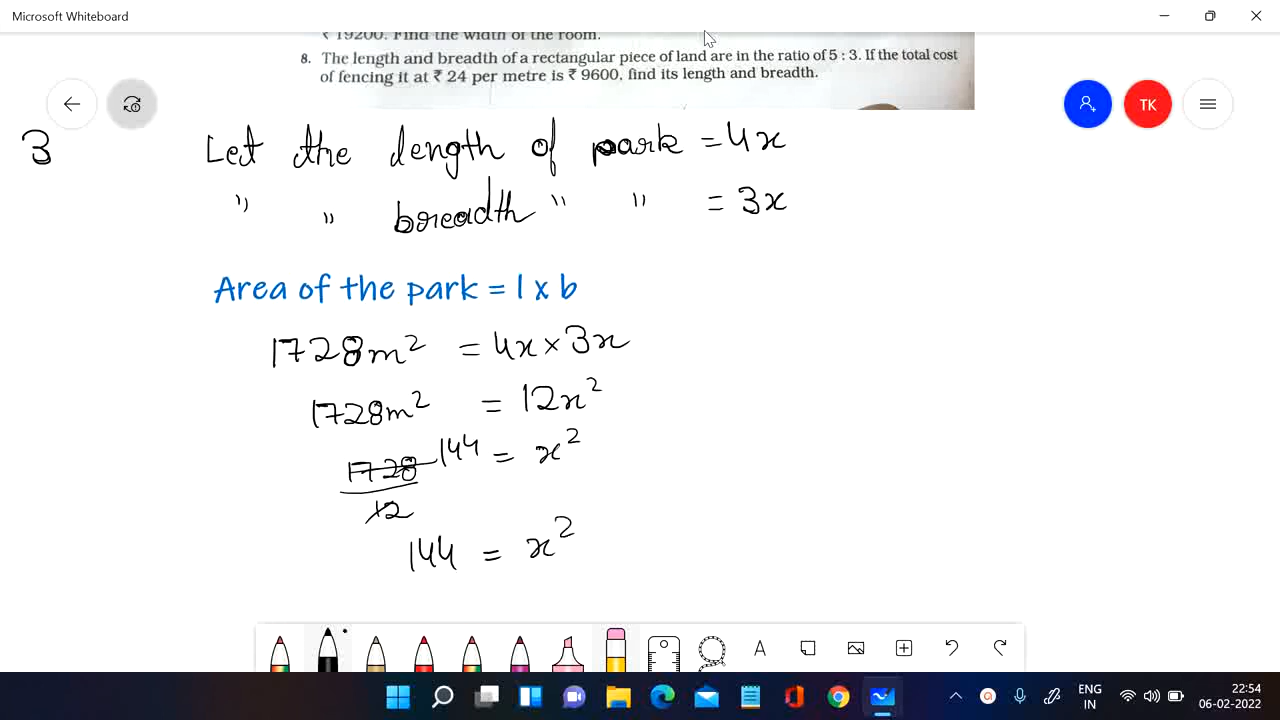 Microsoft Whiteboard
₹ 19200. Find the width of the room.
8. The length and breadth of a rectangular piece of land are in the ratio of 5 : 3. If the total cost
of fencing it at ₹ 24 per metre is ₹ 9600, find its length and breadth.
TK
3 Let the length of park = 4x
" " breadth " " = 3x
Area of the park = l x b
1728m² = 4x × 3x
1728m² = 12x²
1728 144 = x²
12
144 = x²
A
ENG
IN
22:54
06-02-2022